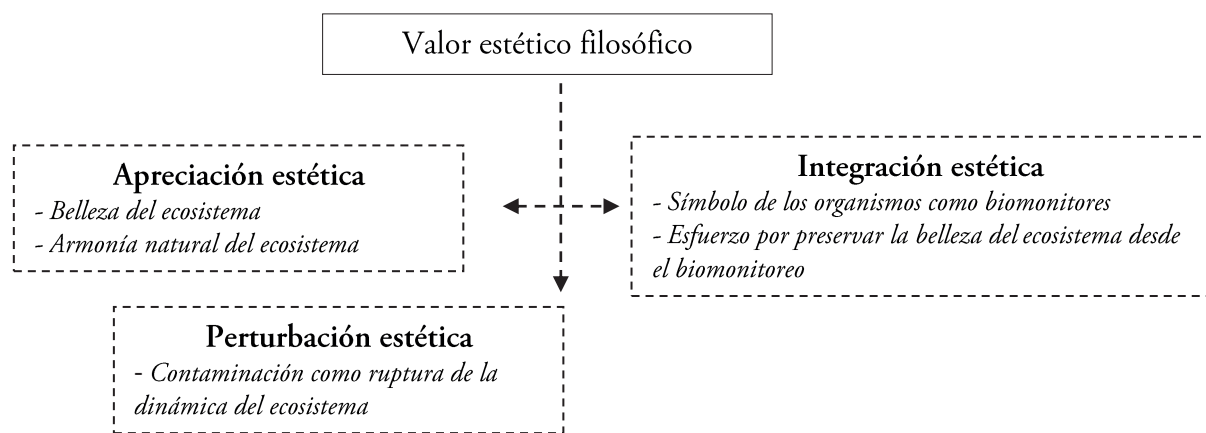 Valor estético filosófico
Apreciación estética
- Belleza del ecosistema
- Armonía natural del ecosistema
Integración estética
- Símbolo de los organismos como biomonitores
- Esfuerzo por preservar la belleza del ecosistema desde
el biomonitoreo
Perturbación estética
- Contaminación como ruptura de la
dinámica del ecosistema